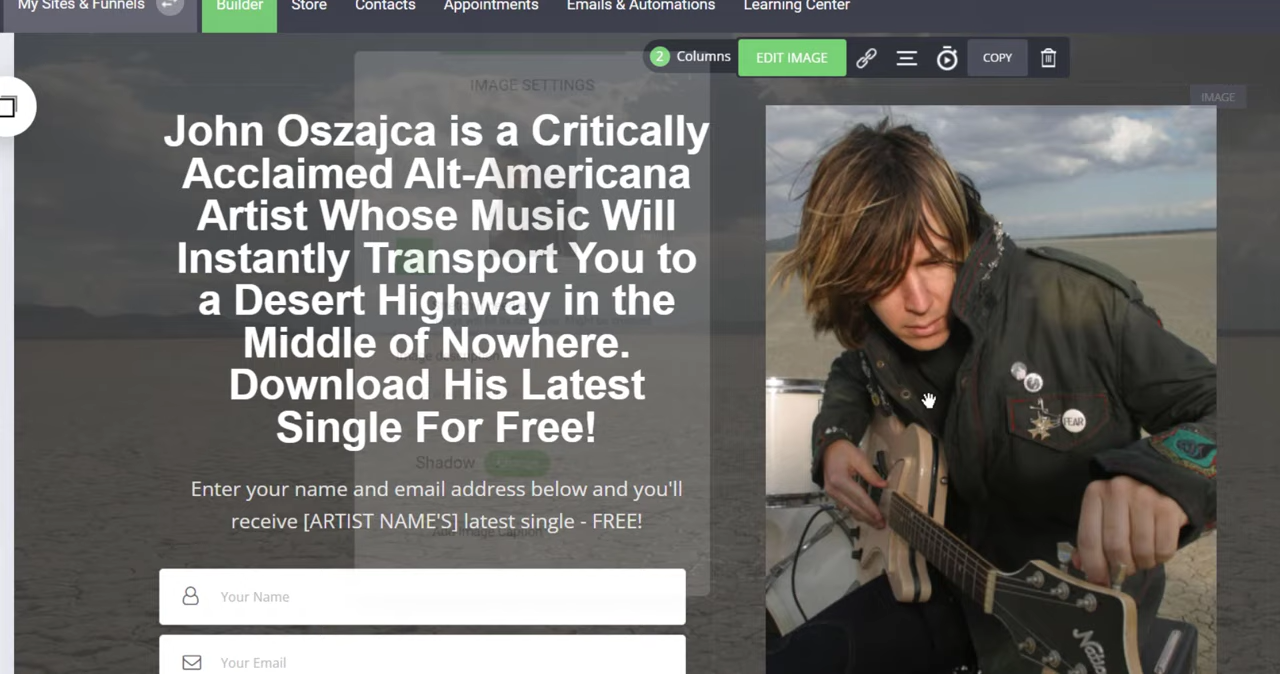 My Sites & Funnels
Builder
Store
Contacts
Appointments
Emails & Automations
Learning Center
2 Columns
EDIT IMAGE
COPY
IMAGE
IMAGE SETTINGS
John Oszajca is a Critically
Acclaimed Alt-Americana
Artist Whose Music Will
Instantly Transport You to
a Desert Highway in the
Middle of Nowhere.
Download His Latest
Single For Free!
Shadow
Enter your name and email address below and you'll
receive [ARTIST NAME'S] latest single - FREE!
Your Name
Your Email
FEAR